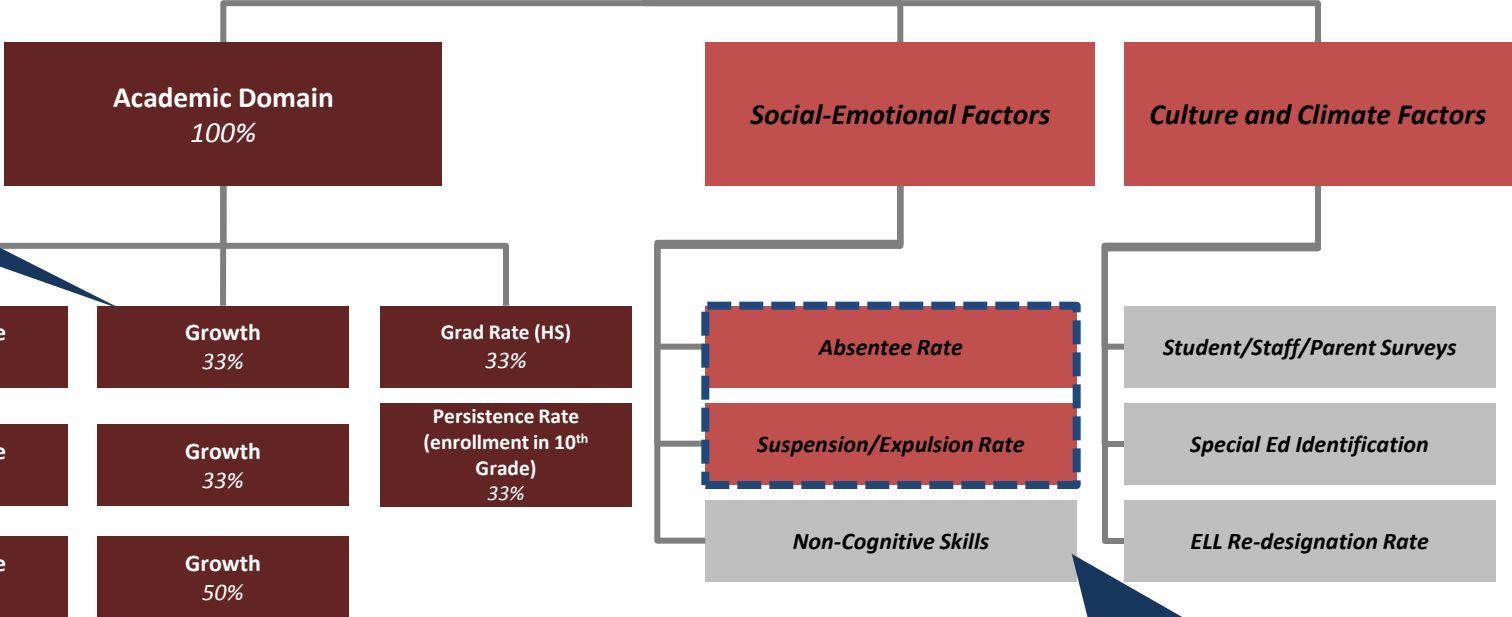 Academic Domain
100%
Social-Emotional Factors
Culture and Climate Factors
e
Growth
33%
Grad Rate (HS)
33%
Absentee Rate
Student/Staff/Parent Surveys
e
Growth
33%
Persistence Rate
(enrollment in 10th
Grade)
33%
Suspension/Expulsion Rate
Special Ed Identification
e
Growth
50%
Non-Cognitive Skills
ELL Re-designation Rate